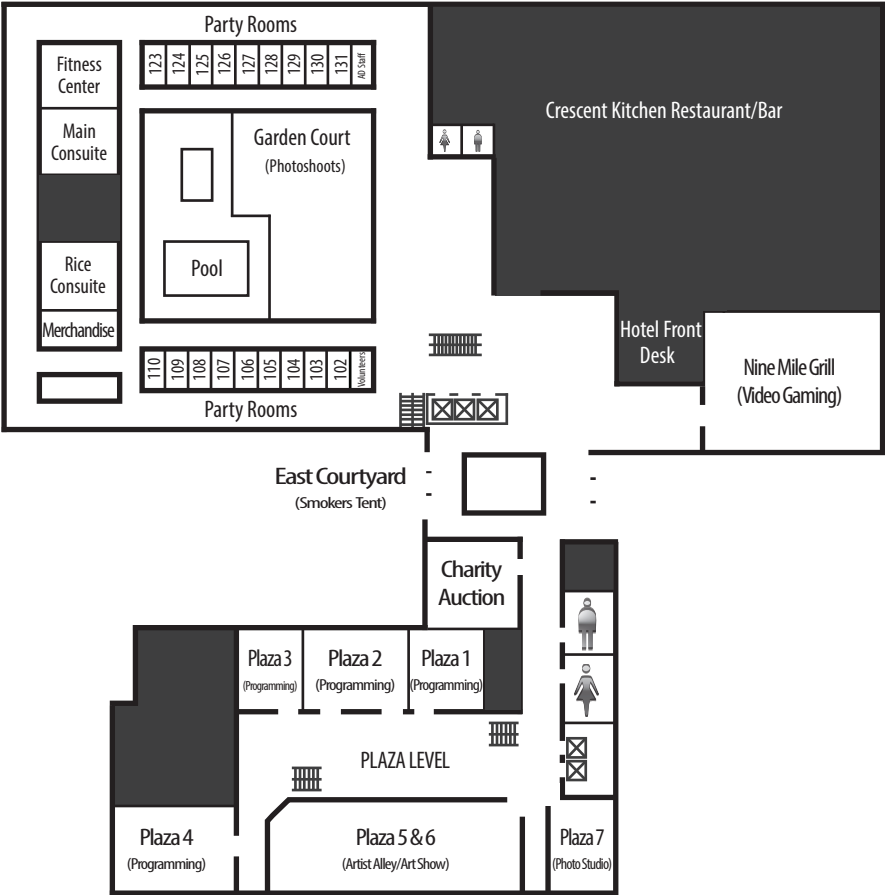 Party Rooms
123
124
125
126
127
128
129
130
131
AD Staff
Fitness
Center
Main
Consuite
Rice
Consuite
Merchandise
Garden Court
(Photoshoots)
Pool
Crescent Kitchen Restaurant/Bar
Hotel Front
Desk
Nine Mile Grill
(Video Gaming)
110
109
108
107
106
105
104
103
102
Volunteers
Party Rooms
East Courtyard
(Smokers Tent)
Charity
Auction
Plaza 3
(Programming)
Plaza 2
(Programming)
Plaza 1
(Programming)
PLAZA LEVEL
Plaza 4
(Programming)
Plaza 5 & 6
(Artist Alley/Art Show)
Plaza 7
(Photo Studio)